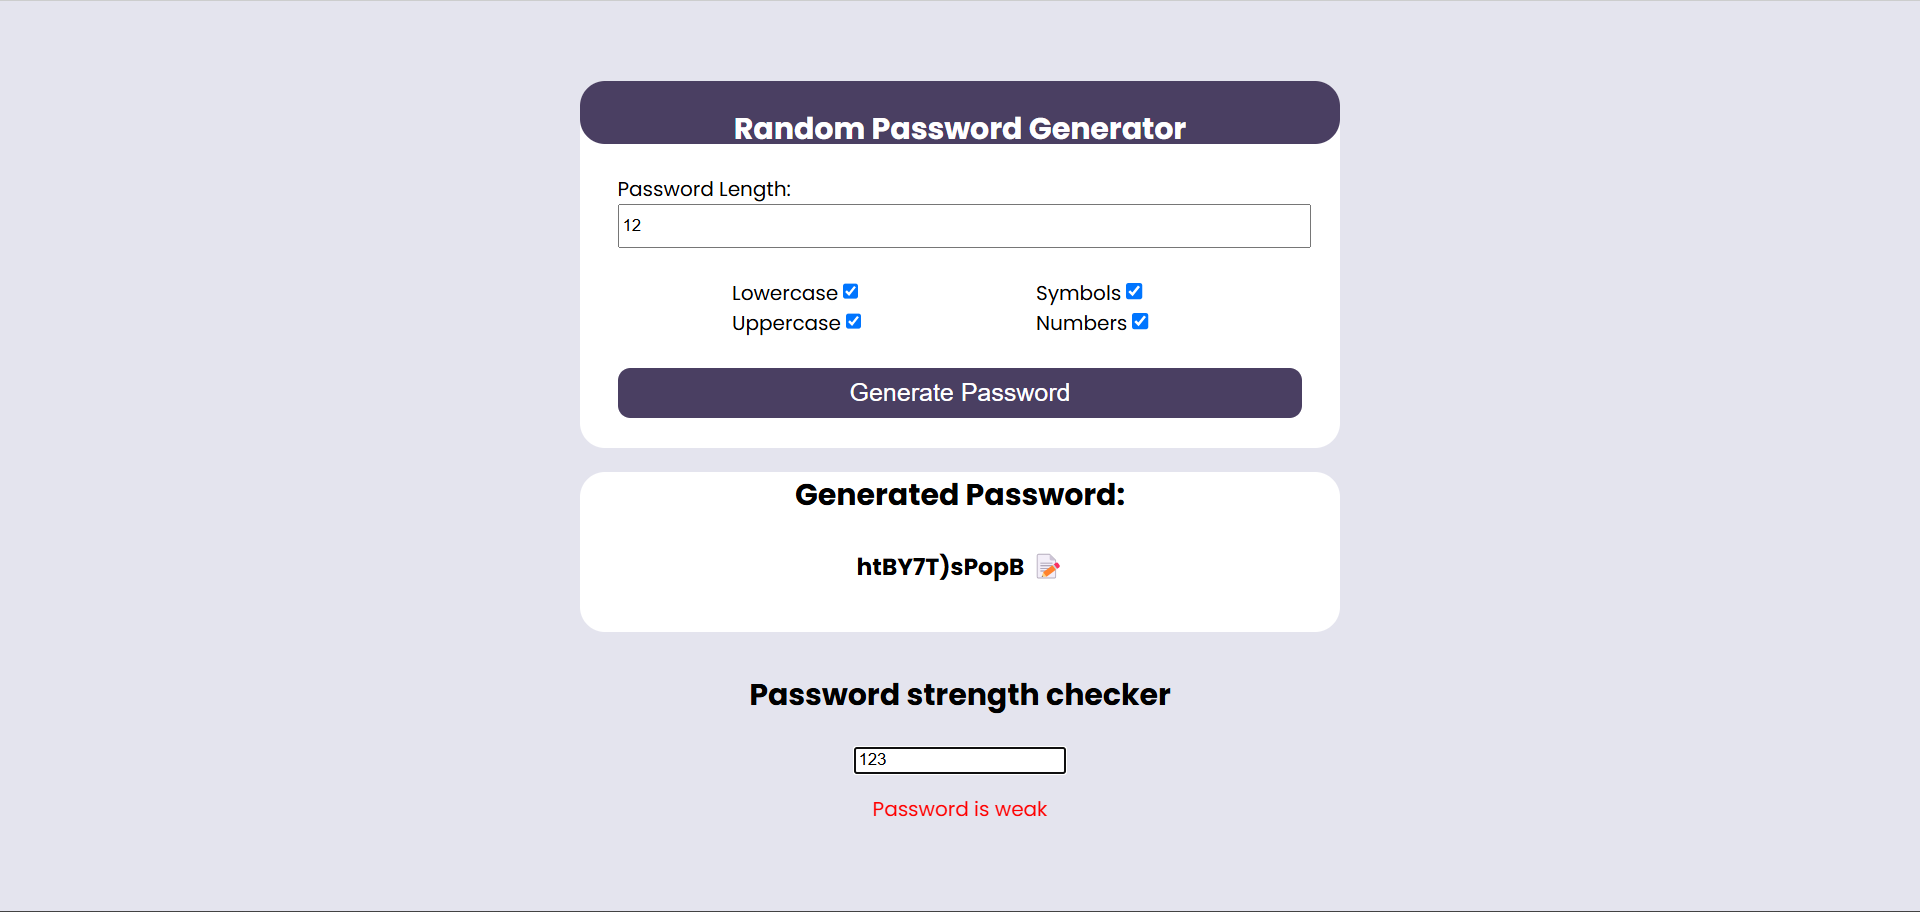 Random Password Generator
Password Length:
12
Lowercase
Symbols
Uppercase
Numbers
Generate Password
Generated Password:
htBY7T)sPopB
Password strength checker
123
Password is weak